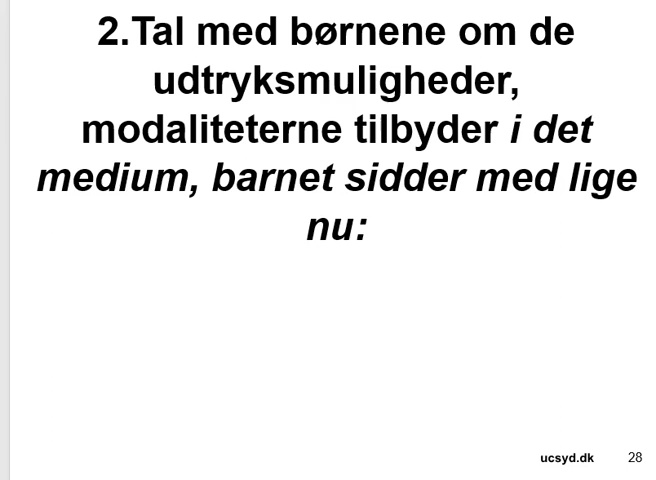 2.Tal med børnene om de
udtryksmuligheder,
modaliteterne tilbyder i det
medium, barnet sidder med lige
nu:
ucsyd.dk 28